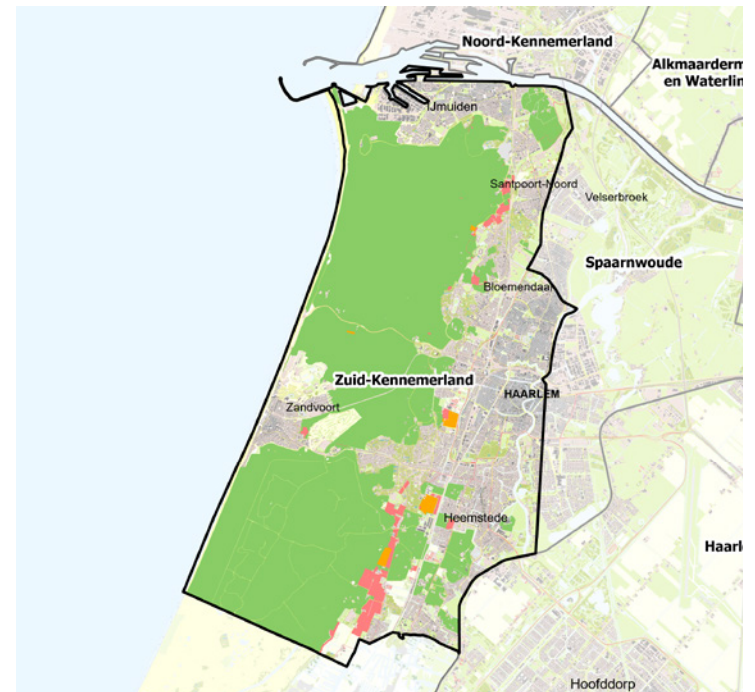 Noord-Kennemerland
Alkmaarderm
en Waterlin
IJmuiden
Santpoort-Noord
Velserbroek
Spaarnwoude
Bloemendaal
Zuid-Kennemerland
HAARLEM
Zandvoort
Heemstede
Haarl
Hoofddorp